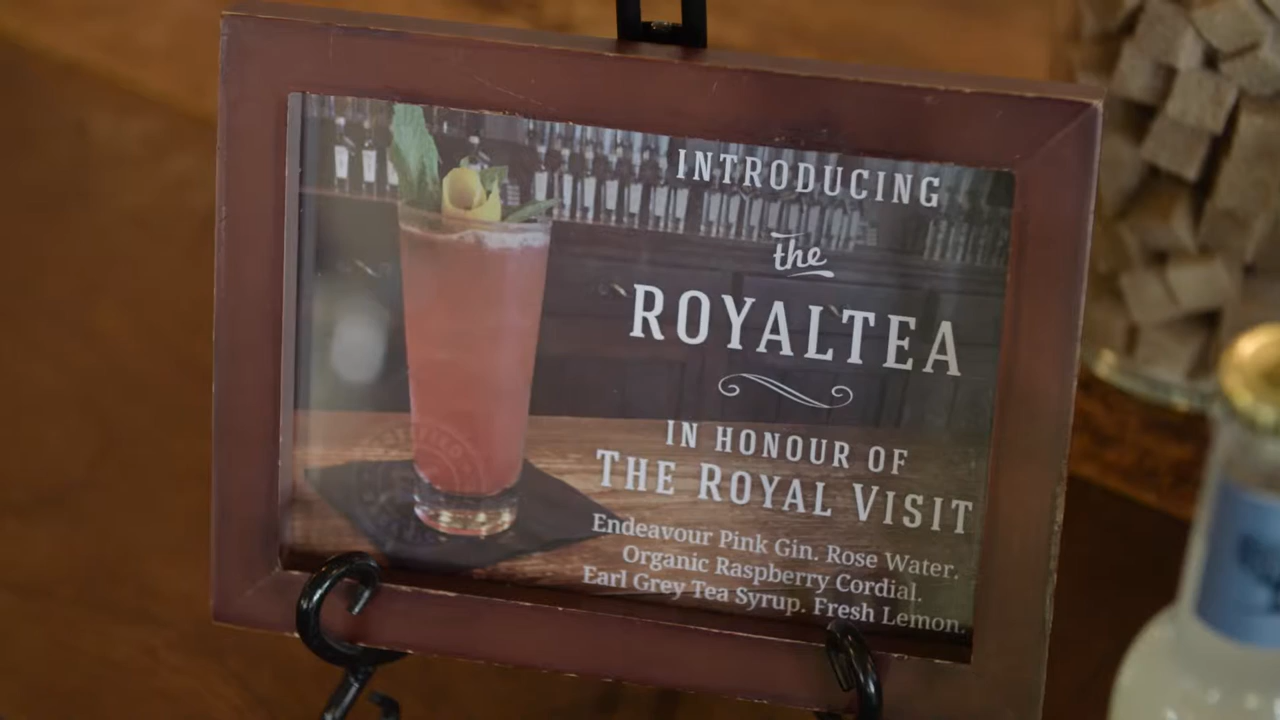 INTRODUCING
the
ROYALTEA
IN HONOUR OF
THE ROYAL VISIT
Endeavour Pink Gin. Rose Water.
Organic Raspberry Cordial.
Earl Grey Tea Syrup. Fresh Lemon.